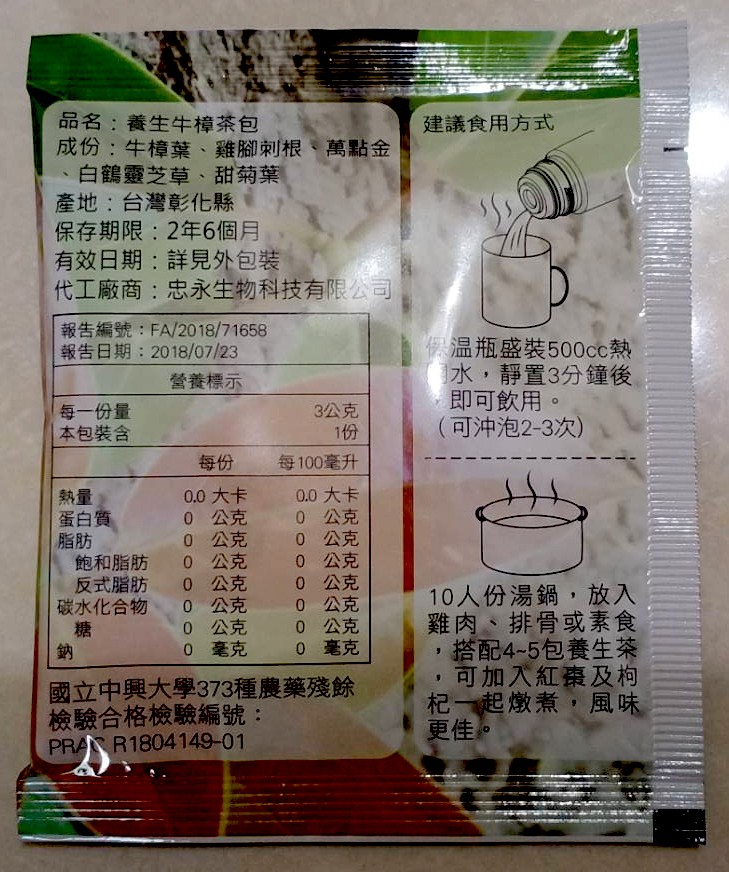 品名：養生牛樟茶包
成份：牛樟葉、雞腳刺根、萬點金
、白鶴靈芝草、甜菊葉
產地：台灣彰化縣
保存期限：2年6個月
有效日期：詳見外包裝
代工廠商：忠永生物科技有限公司
報告編號：FA/2018/71658
報告日期：2018/07/23
營養標示
每一份量 3公克
本包裝含 1份
每份 每100毫升
熱量 0.0 大卡 0.0 大卡
蛋白質 0 公克 0 公克
脂肪 0 公克 0 公克
飽和脂肪 0 公克 0 公克
反式脂肪 0 公克 0 公克
碳水化合物 0 公克 0 公克
糖 0 公克 0 公克
鈉 0 毫克 0 毫克
國立中興大學373種農藥殘餘
檢驗合格檢驗編號：
PRAC R1804149-01
建議食用方式
保溫瓶盛裝500cc熱
開水，靜置3分鐘後
，即可飲用。
（可沖泡2-3次）
10人份湯鍋，放入
雞肉、排骨或素食
，搭配4~5包養生茶
，可加入紅棗及枸
杞一起燉煮，風味
更佳。